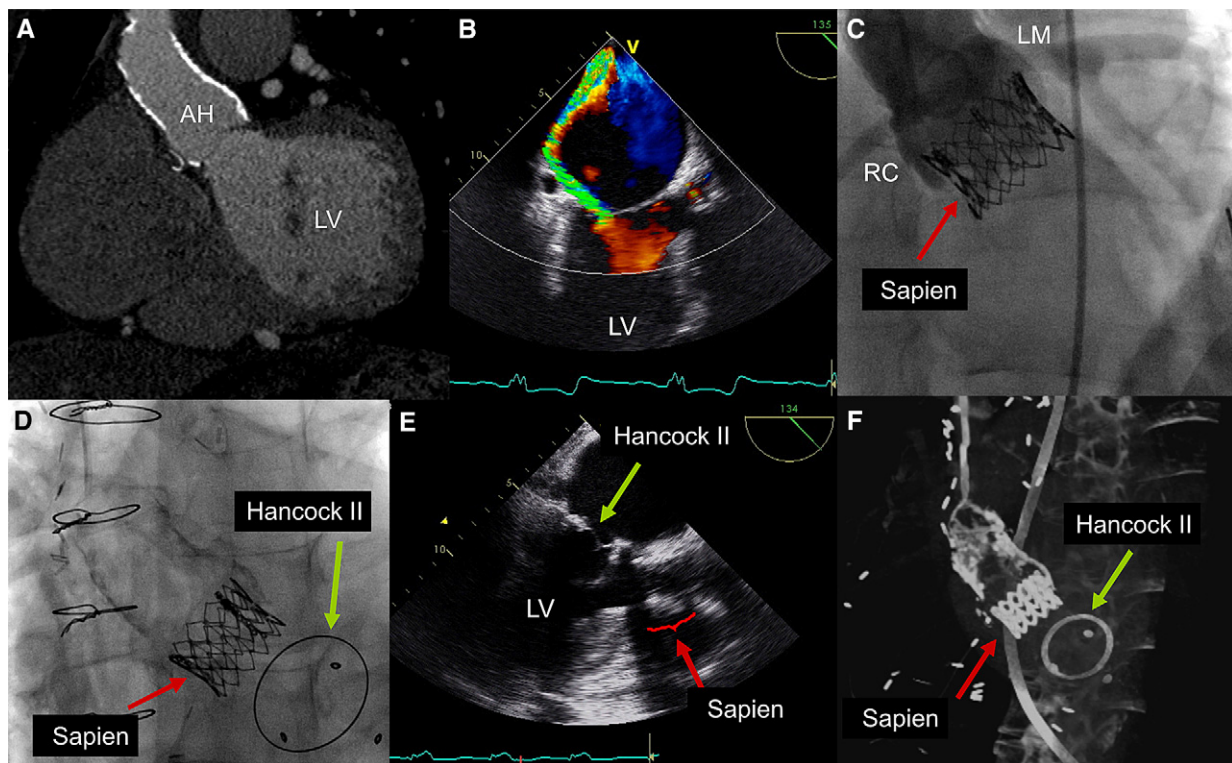 A
AH
LV
B
V
135
5
10
LV
C
LM
RC
Sapien
D
Hancock II
Sapien
E
134
Hancock II
5
10
LV
Sapien
F
Hancock II
Sapien